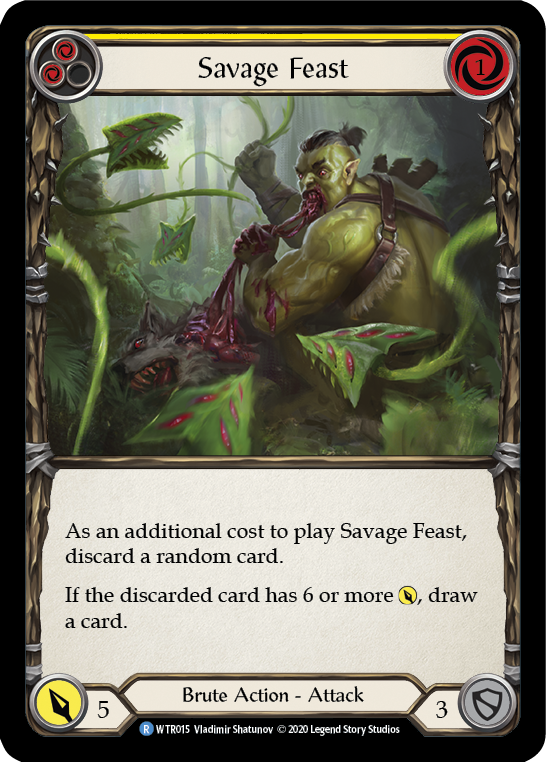 Savage Feast
1
As an additional cost to play Savage Feast,
discard a random card.
If the discarded card has 6 or more , draw
a card.
Brute Action - Attack
5
3
R WTR015 Vladimir Shatunov © 2020 Legend Story Studios